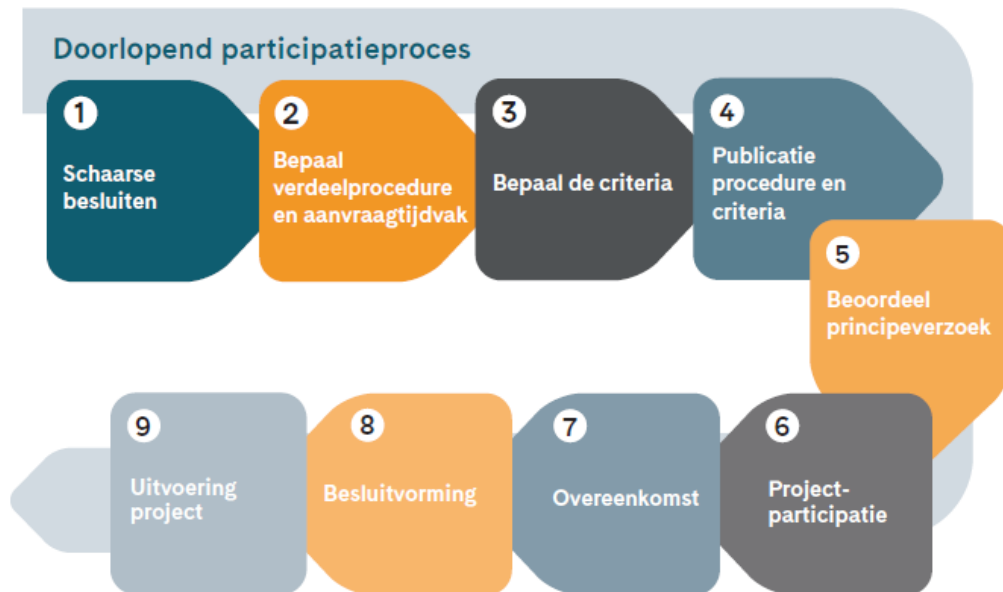 Doorlopend participatieproces
1
Schaarse
besluiten
2
Bepaal
verdeelprocedure
en aanvraagtijdvak
3
Bepaal de criteria
4
Publicatie
procedure en
criteria
5
Beoordeel
principeverzoek
6
Project-
participatie
7
Overeenkomst
8
Besluitvorming
9
Uitvoering
project